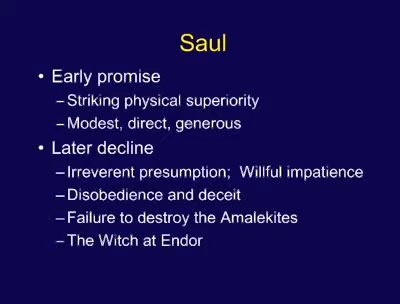 Saul
• Early promise
– Striking physical superiority
– Modest, direct, generous
• Later decline
– Irreverent presumption; Willful impatience
– Disobedience and deceit
– Failure to destroy the Amalekites
– The Witch at Endor